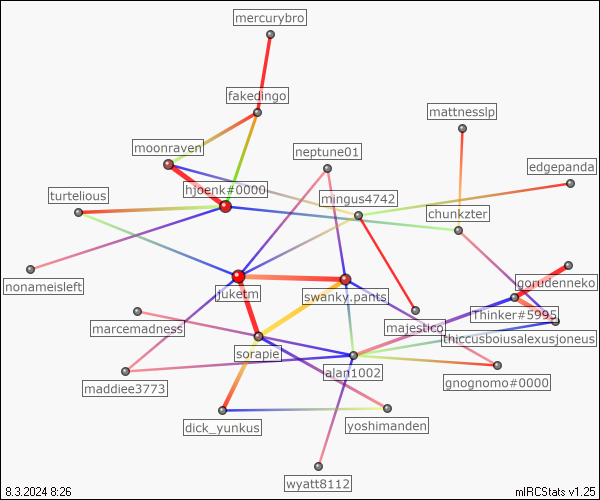 mercurybro
fakedingo
mattnesslp
moonraven
neptune01
edgepanda
hjoenk#0000
turtelious
mingus4742
chunkzter
nonameisleft
juketm
swanky.pants
gorudenneko
Thinker#5995
marcemadness
majestico
thiccusboiusalexusjoneus
sorapie
alan1002
maddiee3773
gnognomo#0000
dick_yunkus
yoshimanden
wyatt8112
8.3.2024 8:26
mIRCStats v1.25